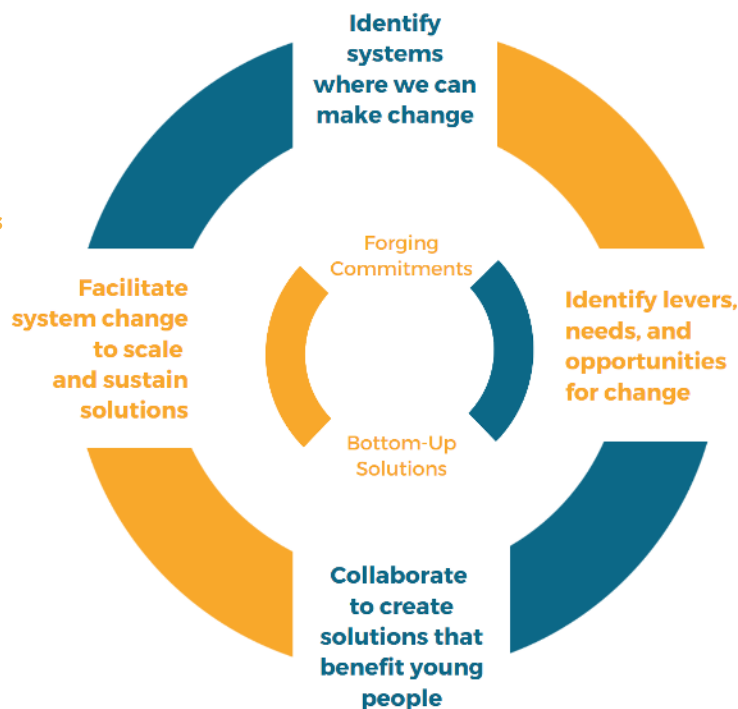 Identify
systems
where we can
make change
Forging
Commitments
Identify levers,
needs, and
opportunities
for change
Bottom-Up
Solutions
Collaborate
to create
solutions that
benefit young
people
Facilitate
system change
to scale
and sustain
solutions